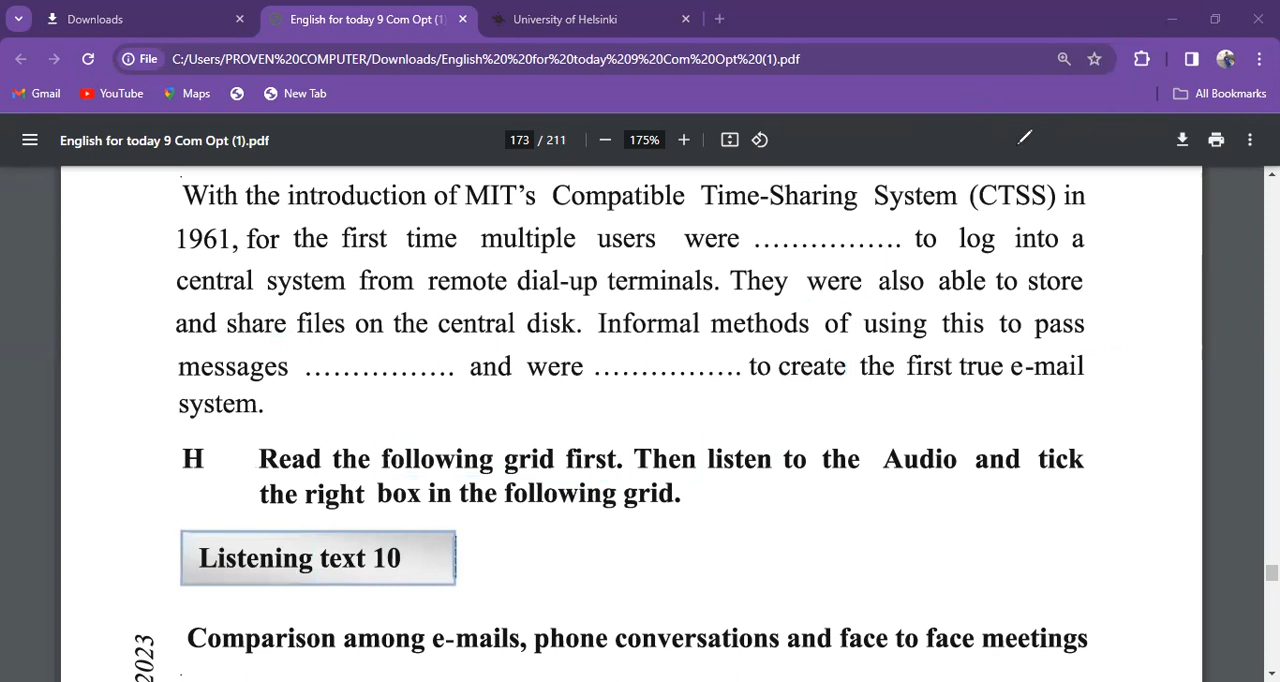 Downloads
English for today 9 Com Opt (1)
University of Helsinki
File
C:/Users/PROVEN%20COMPUTER/Downloads/English%20%20for%20today%209%20Com%20Opt%20(1).pdf
Gmail
YouTube
Maps
New Tab
All Bookmarks
English for today 9 Com Opt (1).pdf
173 / 211
175%
With the introduction of MIT's Compatible Time-Sharing System (CTSS) in
1961, for the first time multiple users were ................ to log into a
central system from remote dial-up terminals. They were also able to store
and share files on the central disk. Informal methods of using this to pass
messages ................ and were ................ to create the first true e-mail
system.
H Read the following grid first. Then listen to the Audio and tick
the right box in the following grid.
Listening text 10
2023
Comparison among e-mails, phone conversations and face to face meetings